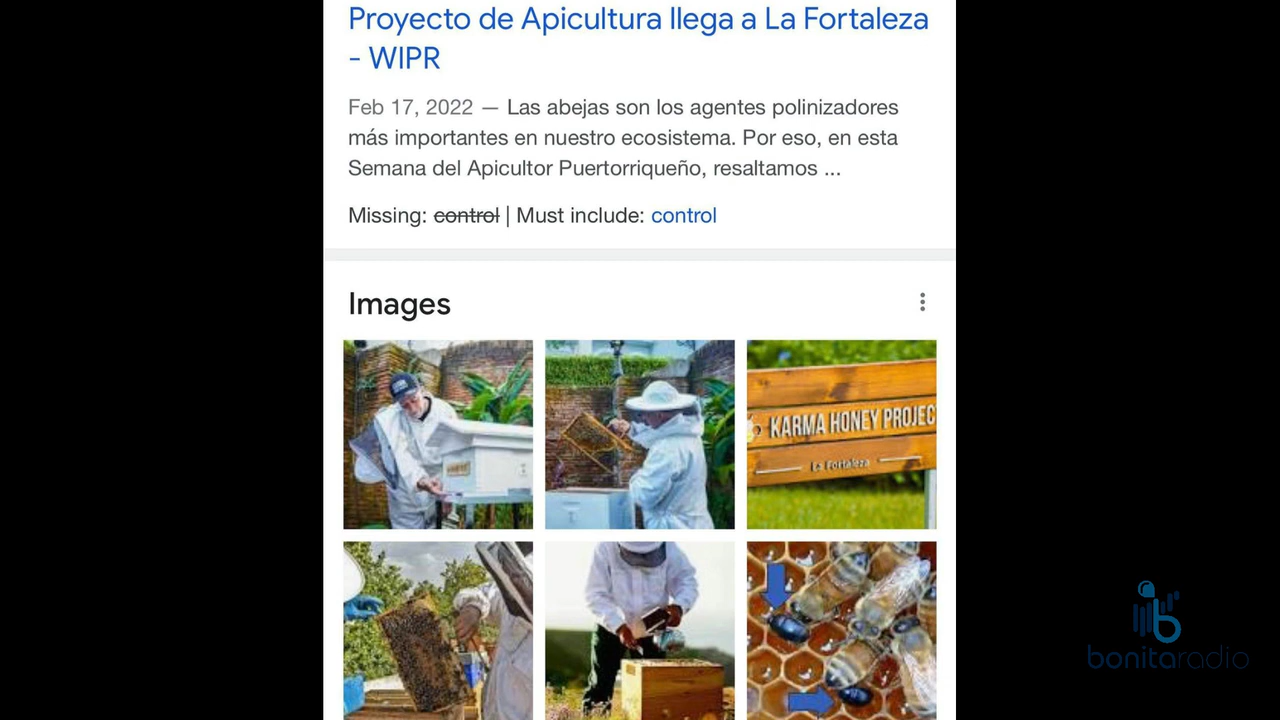 Proyecto de Apicultura llega a La Fortaleza
- WIPR
Feb 17, 2022 — Las abejas son los agentes polinizadores
más importantes en nuestro ecosistema. Por eso, en esta
Semana del Apicultor Puertorriqueño, resaltamos ...
Missing: control | Must include: control
Images
KARMA HONEY PROJEC
La Fortaleza
bonitaradio